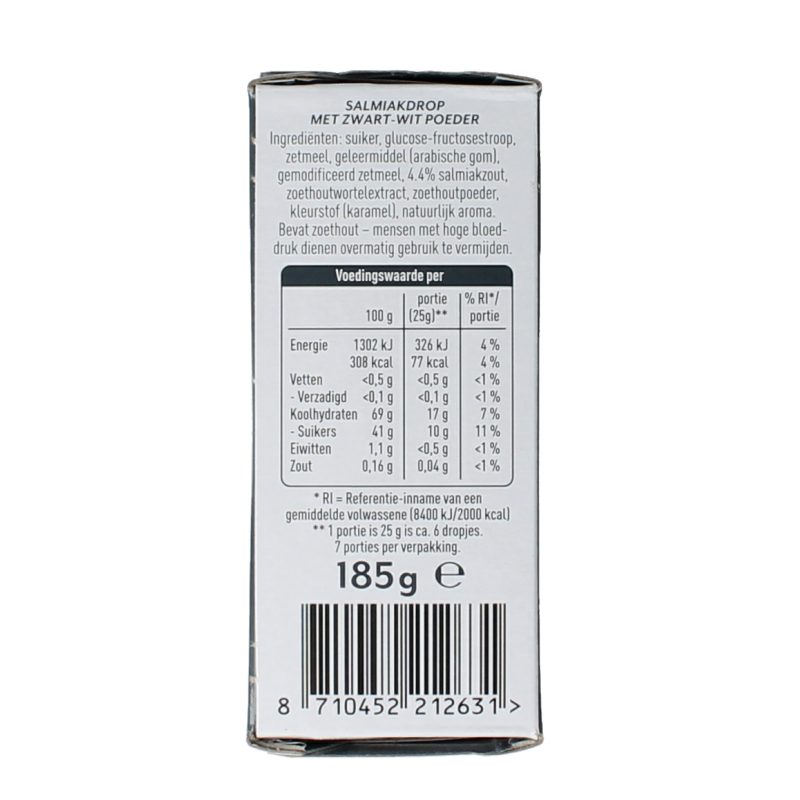 SALMIAKDROP
MET ZWART-WIT POEDER
Ingrediënten: suiker, glucose-fructosestroop,
zetmeel, geleermiddel (arabische gom),
gemodificeerd zetmeel, 4.4% salmiakzout,
zoethoutwortelextract, zoethoutpoeder,
kleurstof (karamel), natuurlijk aroma.
Bevat zoethout – mensen met hoge bloed-
druk dienen overmatig gebruik te vermijden.
Voedingswaarde per
portie % RI*/
100 g (25g)** portie
Energie 1302 kJ 326 kJ 4 %
308 kcal 77 kcal 4 %
Vetten <0,5 g <0,5 g <1 %
- Verzadigd <0,1 g <0,1 g <1 %
Koolhydraten 69 g 17 g 7 %
- Suikers 41 g 10 g 11 %
Eiwitten 1,1 g <0,5 g <1 %
Zout 0,16 g 0,04 g <1 %
* RI = Referentie-inname van een
gemiddelde volwassene (8400 kJ/2000 kcal)
** 1 portie is 25 g is ca. 6 dropjes.
7 porties per verpakking.
185g ℮
8 710452 212631 >